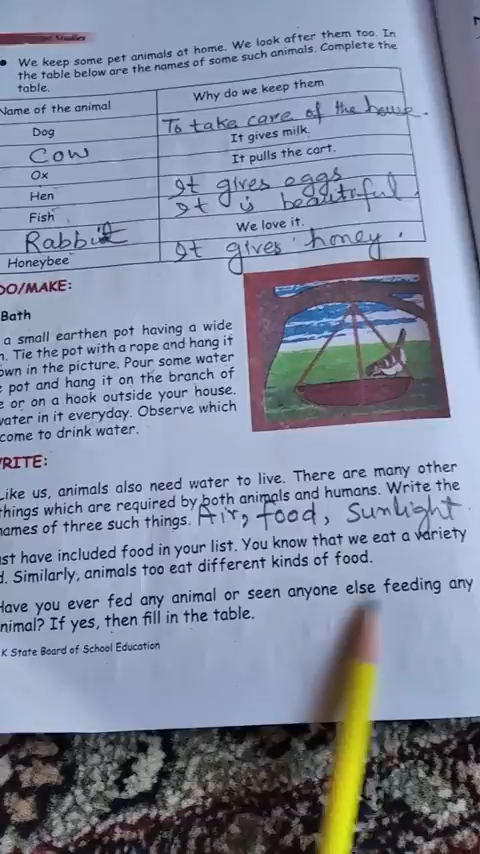 Studies
• We keep some pet animals at home. We look after them too. In
the table below are the names of some such animals. Complete the
table.
Name of the animal Why do we keep them
Dog To take care of the house.
Cow It gives milk.
Ox It pulls the cart.
Hen It gives eggs
Fish It is beautiful.
Rabbit We love it.
Honeybee It gives honey.
DO/MAKE:
Bath
a small earthen pot having a wide
Tie the pot with a rope and hang it
in the picture. Pour some water
pot and hang it on the branch of
or on a hook outside your house.
water in it everyday. Observe which
come to drink water.
WRITE:
Like us, animals also need water to live. There are many other
things which are required by both animals and humans. Write the
names of three such things. Air, food, sunlight.
have included food in your list. You know that we eat a variety
Similarly, animals too eat different kinds of food.
Have you ever fed any animal or seen anyone else feeding any
animal? If yes, then fill in the table.
K State Board of School Education